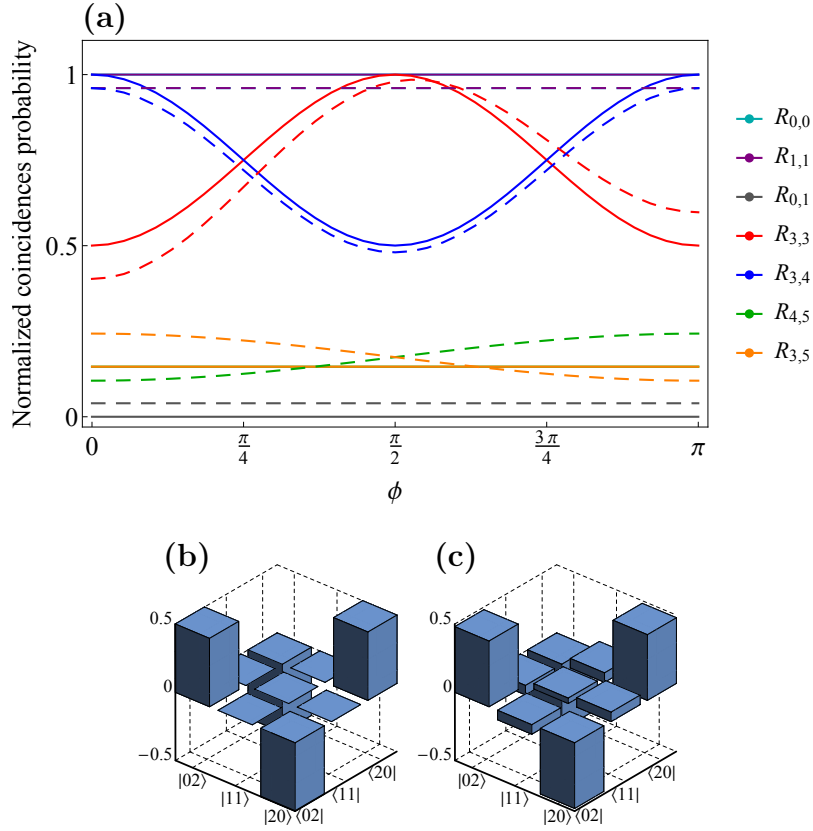 (a)
Normalized coincidences probability
1
0.5
0
0
π/4
π/2
3π/4
π
ϕ
R0,0
R1,1
R0,1
R3,3
R3,4
R4,5
R3,5
(b)
0.5
0
−0.5
|02⟩
|11⟩
|20⟩
⟨02|
⟨11|
⟨20|
(c)
0.5
0
−0.5
|02⟩
|11⟩
|20⟩
⟨02|
⟨11|
⟨20|